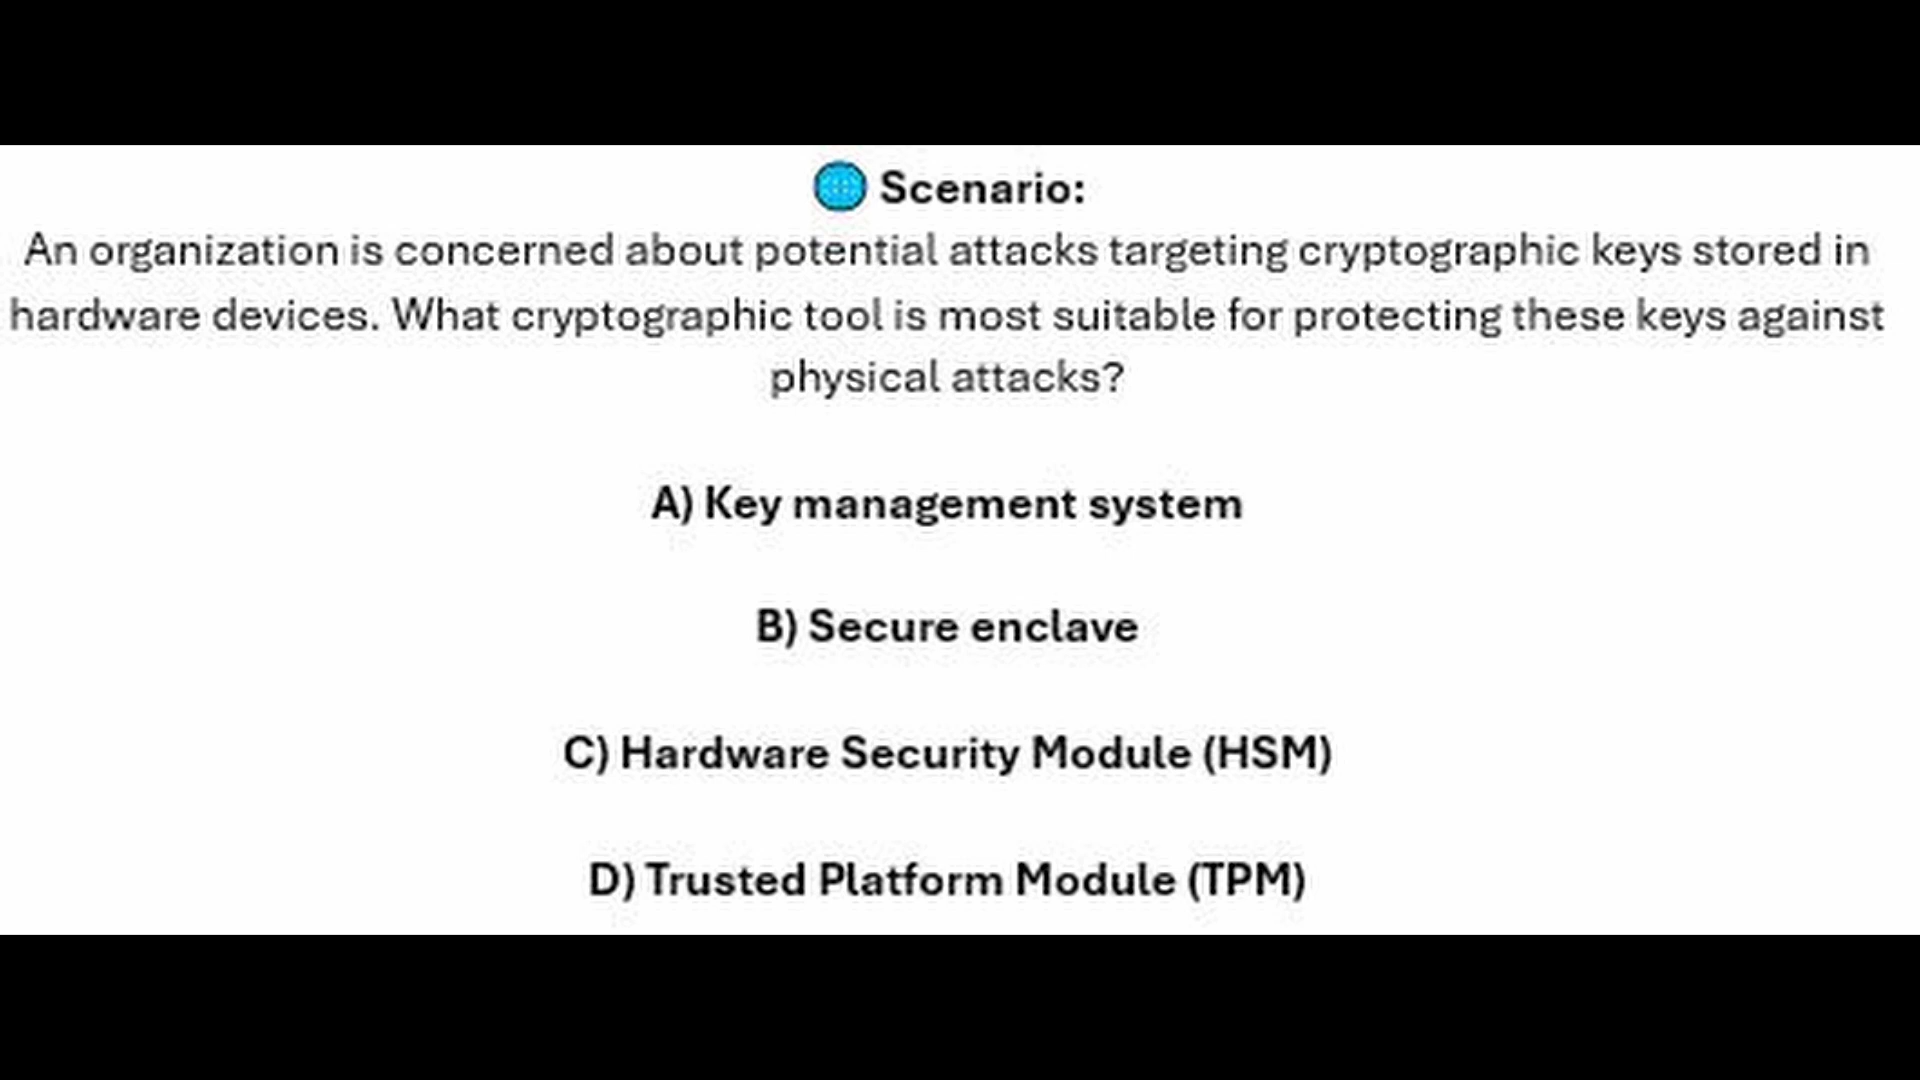 Scenario:
An organization is concerned about potential attacks targeting cryptographic keys stored in
hardware devices. What cryptographic tool is most suitable for protecting these keys against
physical attacks?
A) Key management system
B) Secure enclave
C) Hardware Security Module (HSM)
D) Trusted Platform Module (TPM)